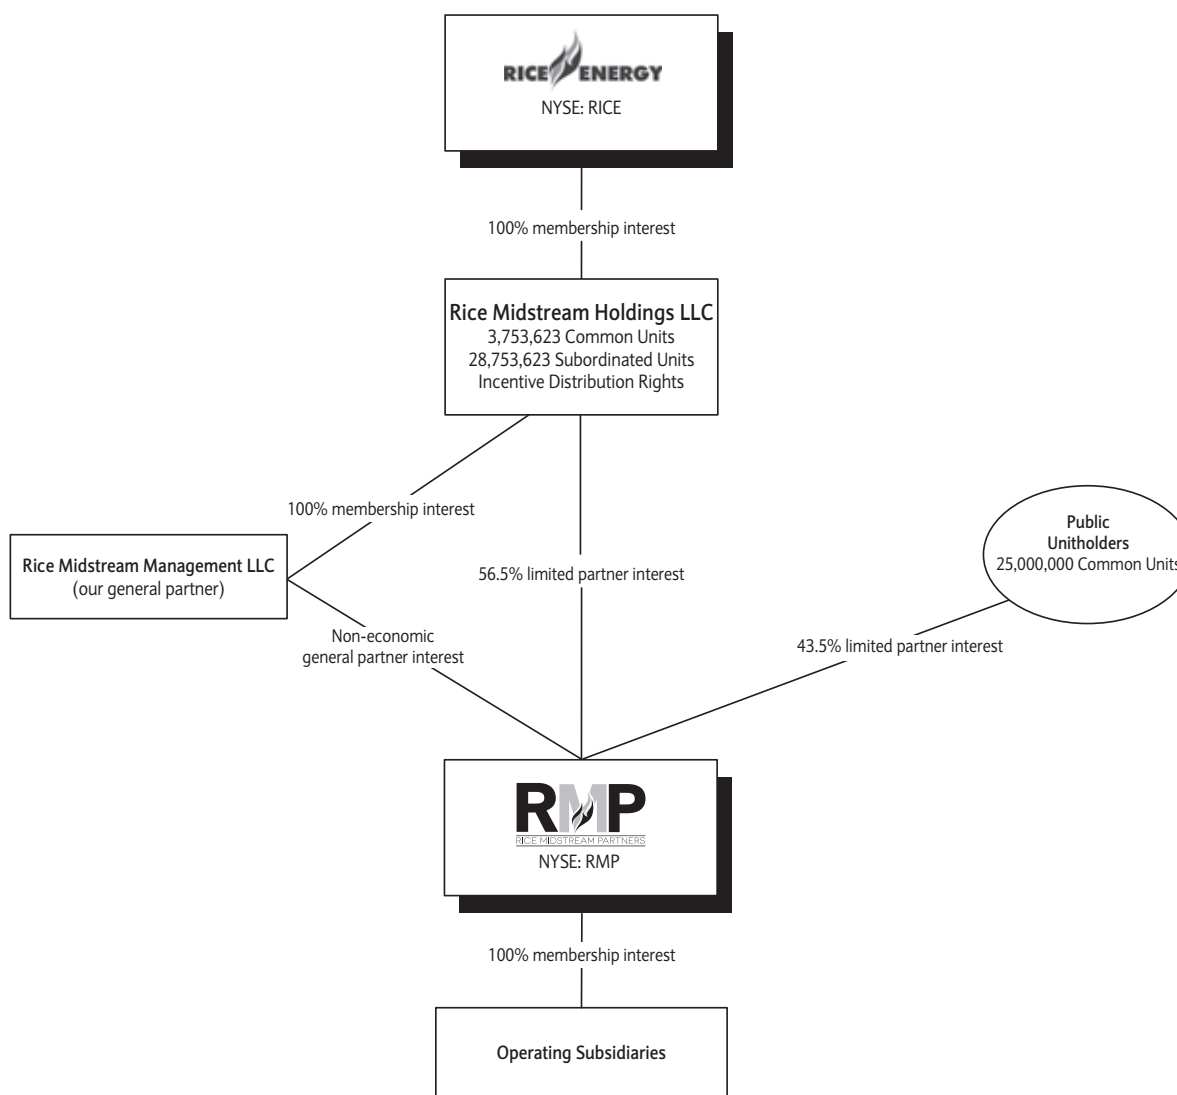 RICE ENERGY
NYSE: RICE
100% membership interest
Rice Midstream Holdings LLC
3,753,623 Common Units
28,753,623 Subordinated Units
Incentive Distribution Rights
100% membership interest
Public
Unitholders
25,000,000 Common Units
Rice Midstream Management LLC
(our general partner)
56.5% limited partner interest
Non-economic
general partner interest
43.5% limited partner interest
RMP
RICE MIDSTREAM PARTNERS
NYSE: RMP
100% membership interest
Operating Subsidiaries